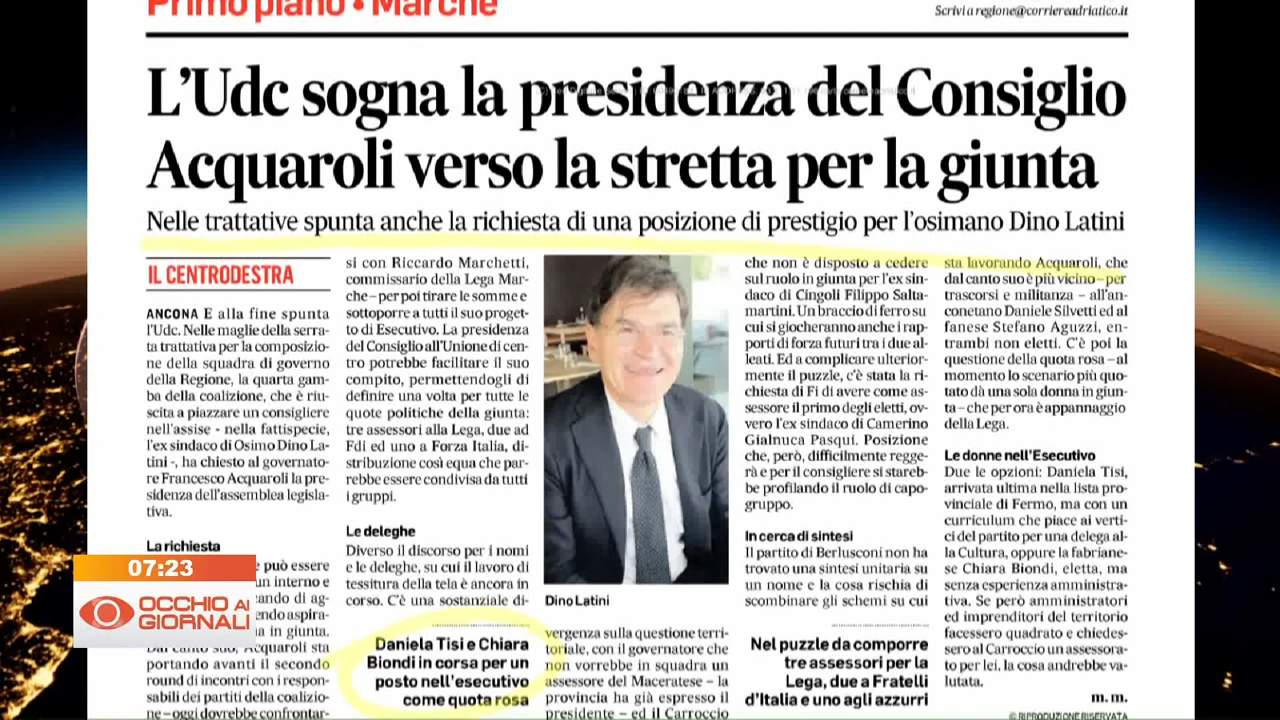 Primo piano • Marche
Scrivi a regione@corriereadriatico.it
L'Udc sogna la presidenza del Consiglio
Acquaroli verso la stretta per la giunta
Nelle trattative spunta anche la richiesta di una posizione di prestigio per l'osimano Dino Latini
IL CENTRODESTRA
ANCONA E alla fine spunta
l'Udc. Nelle maglie della serra-
ta trattativa per la composizio-
ne della squadra di governo
della Regione, la quarta gam-
ba della coalizione, che è riu-
scita a piazzare un consigliere
nell'assise - nella fattispecie,
l'ex sindaco di Osimo Dino La-
tini -, ha chiesto al governato-
re Francesco Acquaroli la pre-
sidenza dell'assemblea legisla-
tiva.
La richiesta
e può essere
un interno e
ando di ag-
endo aspira-
na in giunta.
Dal canto suo, Acquaroli sta
portando avanti il secondo
round di incontri con i respon-
sabili dei partiti della coalizio-
ne – oggi dovrebbe confrontar-
si con Riccardo Marchetti,
commissario della Lega Mar-
che – per poi tirare le somme e
sottoporre a tutti il suo proget-
to di Esecutivo. La presidenza
del Consiglio all'Unione di cen-
tro potrebbe facilitare il suo
compito, permettendogli di
definire una volta per tutte le
quote politiche della giunta:
tre assessori alla Lega, due ad
Fdi ed uno a Forza Italia, di-
stribuzione così equa che par-
rebbe essere condivisa da tutti
i gruppi.
Le deleghe
Diverso il discorso per i nomi
e le deleghe, su cui il lavoro di
tessitura della tela è ancora in
corso. C'è una sostanziale di-
Daniela Tisi e Chiara
Biondi in corsa per un
posto nell'esecutivo
come quota rosa
Dino Latini
vergenza sulla questione terri-
toriale, con il governatore che
non vorrebbe in squadra un
assessore del Maceratese – la
provincia ha già espresso il
presidente – ed il Carroccio
che non è disposto a cedere
sul ruolo in giunta per l'ex sin-
daco di Cingoli Filippo Salta-
martini. Un braccio di ferro su
cui si giocheranno anche i rap-
porti di forza futuri tra i due al-
leati. Ed a complicare ulterior-
mente il puzzle, c'è stata la ri-
chiesta di Fi di avere come as-
sessore il primo degli eletti, ov-
vero l'ex sindaco di Camerino
Gialnuca Pasqui. Posizione
che, però, difficilmente regge-
rà e per il consigliere si stareb-
be profilando il ruolo di capo-
gruppo.
In cerca di sintesi
Il partito di Berlusconi non ha
trovato una sintesi unitaria su
un nome e la cosa rischia di
scombinare gli schemi su cui
Nel puzzle da comporre
tre assessori per la
Lega, due a Fratelli
d'Italia e uno agli azzurri
sta lavorando Acquaroli, che
dal canto suo è più vicino – per
trascorsi e militanza – all'an-
conetano Daniele Silvetti ed al
fanese Stefano Aguzzi, en-
trambi non eletti. C'è poi la
questione della quota rosa – al
momento lo scenario più quo-
tato dà una sola donna in giun-
ta – che per ora è appannaggio
della Lega.
Le donne nell'Esecutivo
Due le opzioni: Daniela Tisi,
arrivata ultima nella lista pro-
vinciale di Fermo, ma con un
curriculum che piace ai verti-
ci del partito per una delega al-
la Cultura, oppure la fabriane-
se Chiara Biondi, eletta, ma
senza esperienza amministra-
tiva. Se però amministratori
ed imprenditori del territorio
facessero quadrato e chiedes-
sero al Carroccio un assessora-
to per lei, la cosa andrebbe va-
lutata.
m. m.
© RIPRODUZIONE RISERVATA
07:23
OCCHIO AI
GIORNALI